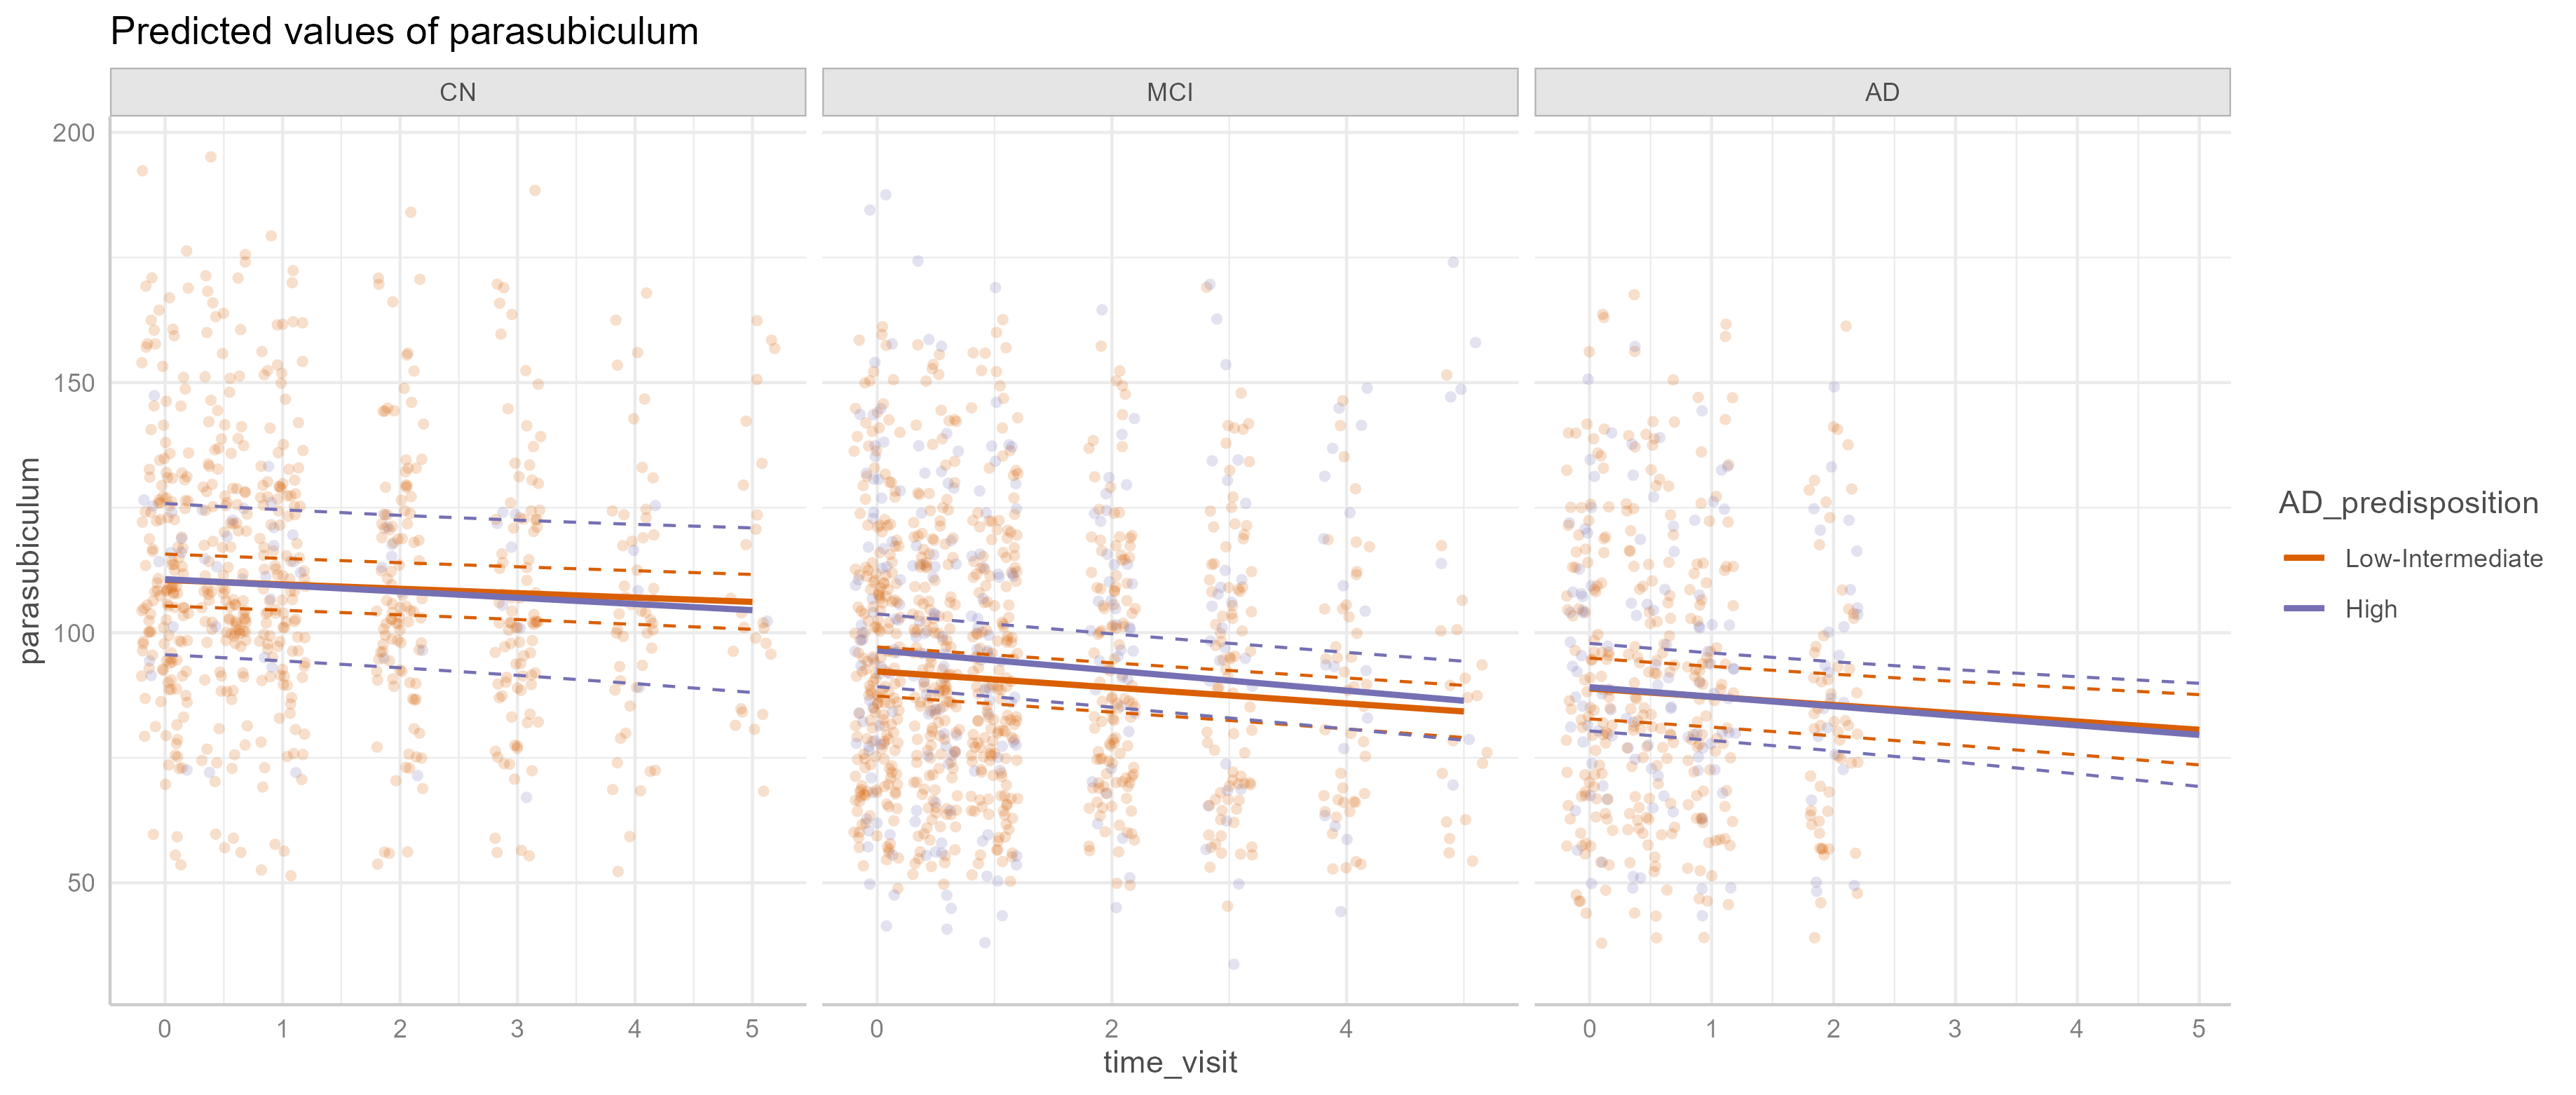 Predicted values of parasubiculum
CN
MCI
AD
200
150
100
50
parasubiculum
0 1 2 3 4 5
0 2 4
0 1 2 3 4 5
time_visit
AD_predisposition
Low-Intermediate
High